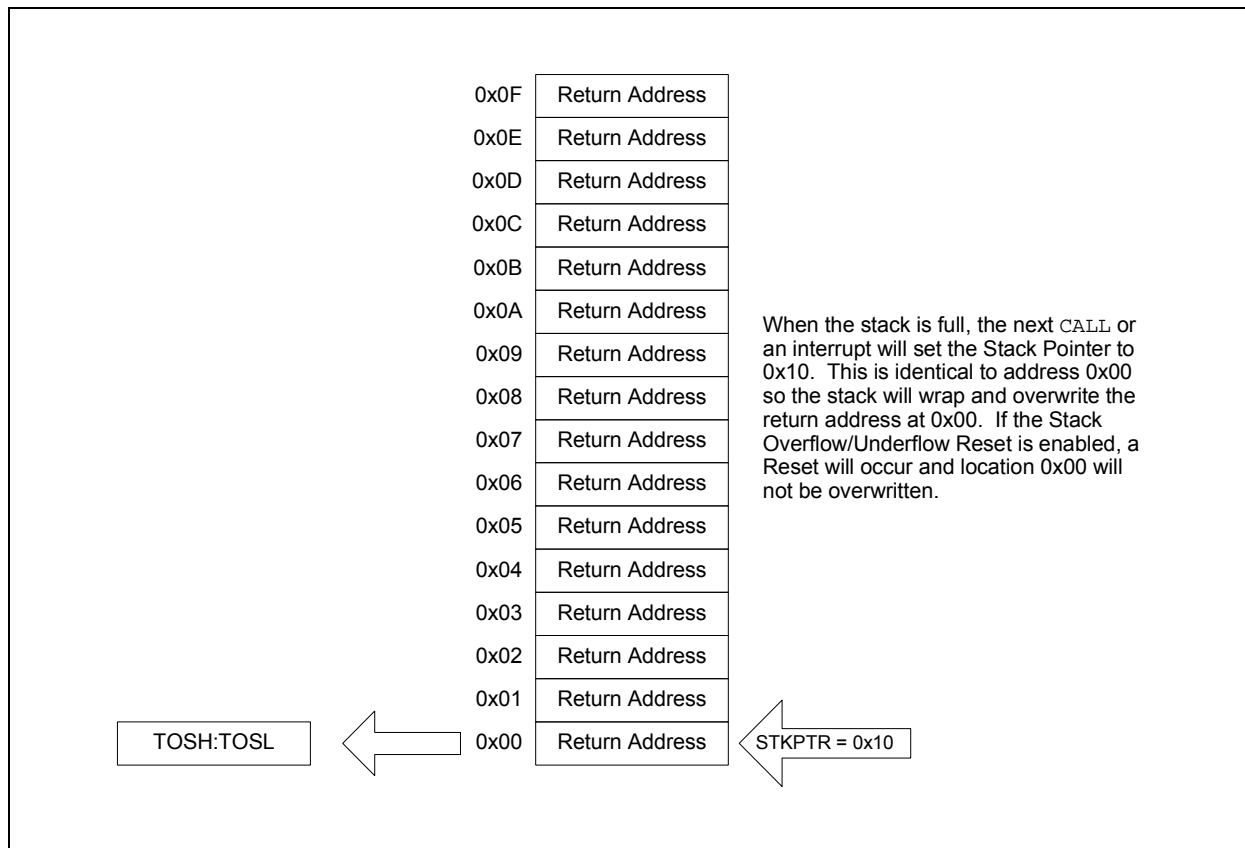 0x0F Return Address
0x0E Return Address
0x0D Return Address
0x0C Return Address
0x0B Return Address
0x0A Return Address
0x09 Return Address
0x08 Return Address
0x07 Return Address
0x06 Return Address
0x05 Return Address
0x04 Return Address
0x03 Return Address
0x02 Return Address
0x01 Return Address
TOSH:TOSL 0x00 Return Address STKPTR = 0x10
When the stack is full, the next CALL or
an interrupt will set the Stack Pointer to
0x10. This is identical to address 0x00
so the stack will wrap and overwrite the
return address at 0x00. If the Stack
Overflow/Underflow Reset is enabled, a
Reset will occur and location 0x00 will
not be overwritten.